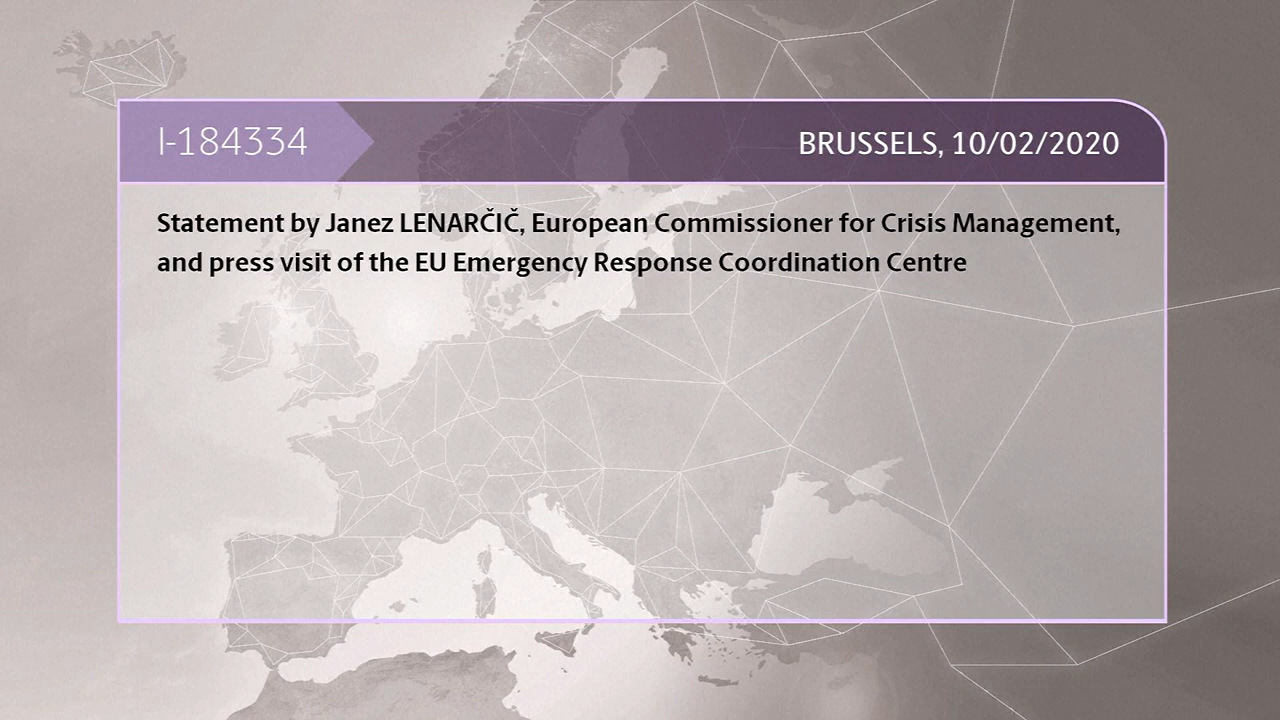 I-184334
BRUSSELS, 10/02/2020
Statement by Janez LENARČIČ, European Commissioner for Crisis Management,
and press visit of the EU Emergency Response Coordination Centre